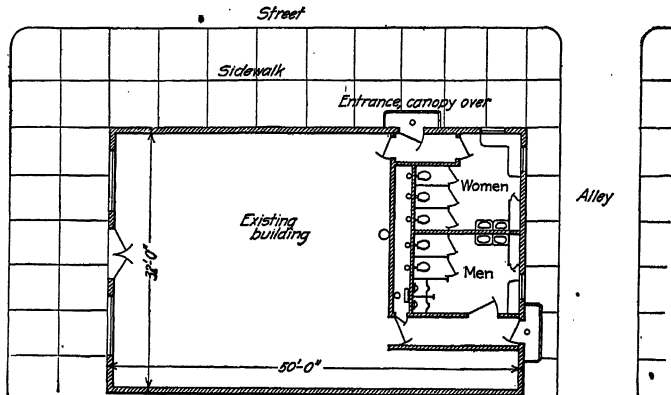 Street
Sidewalk
Entrance, canopy over
Women
Alley
Existing
building
Men
32'-0"
50'-0"